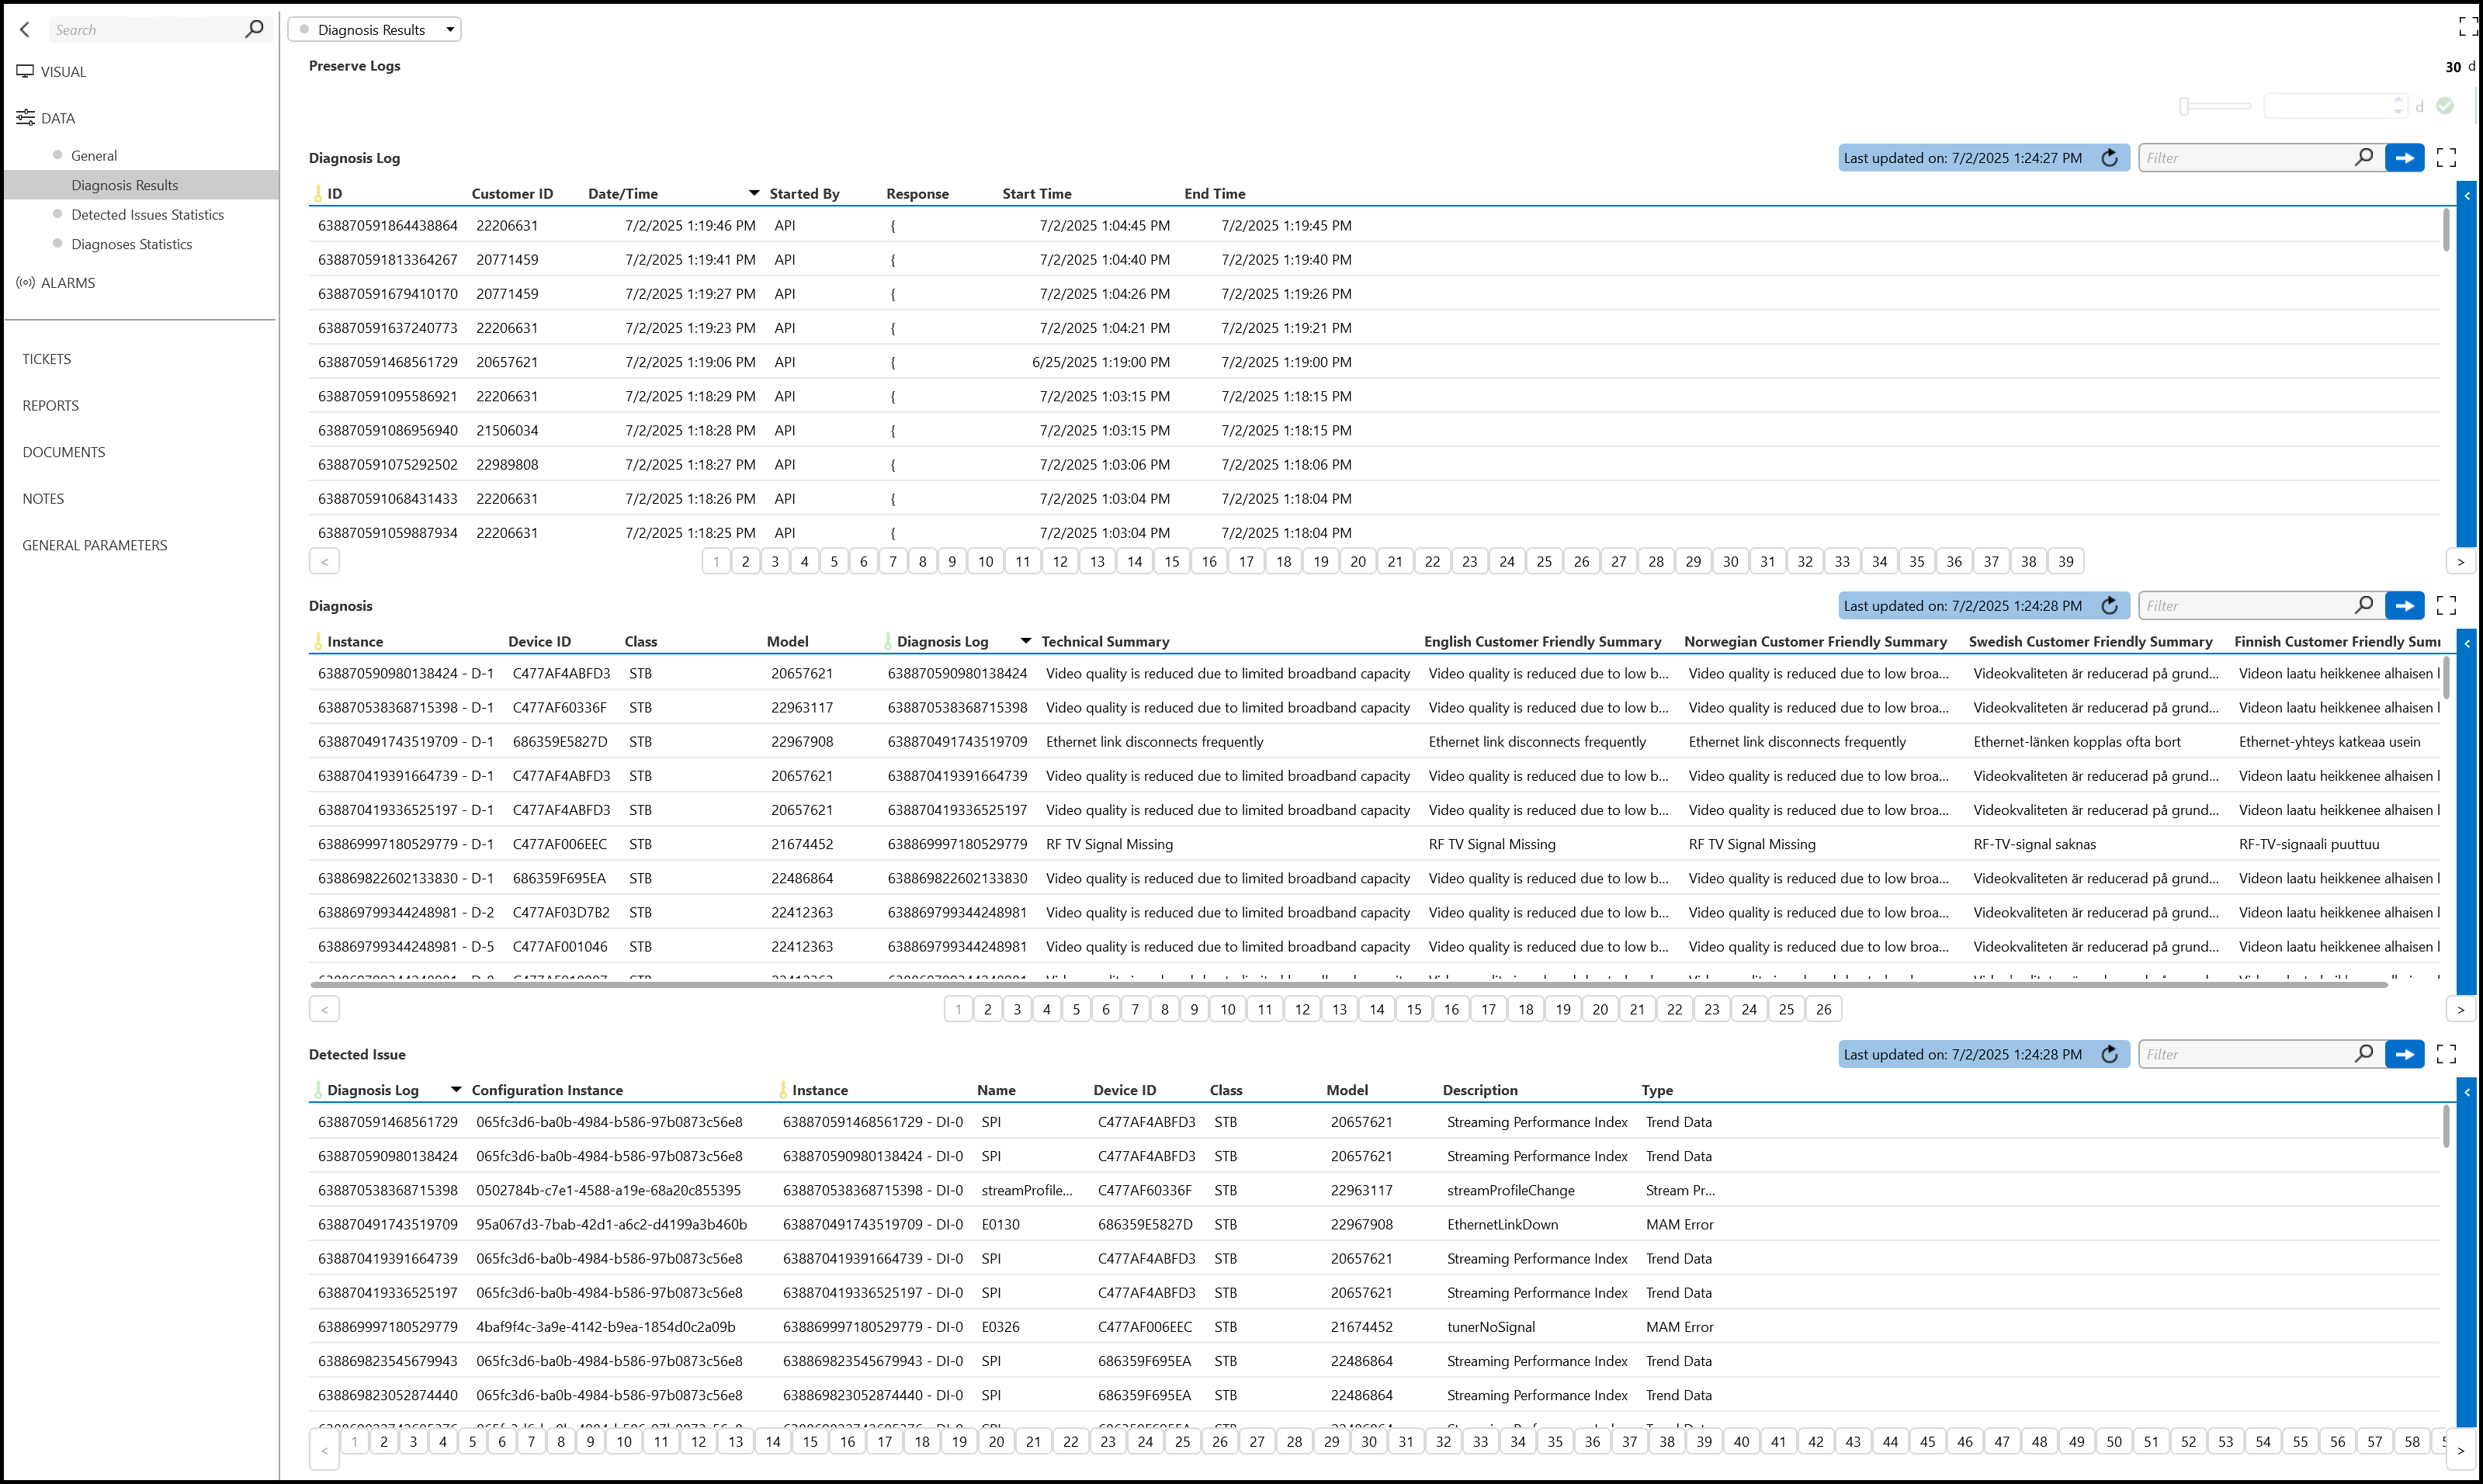 Search
VISUAL
DATA
General
Diagnosis Results
Detected Issues Statistics
Diagnoses Statistics
ALARMS
TICKETS
REPORTS
DOCUMENTS
NOTES
GENERAL PARAMETERS
Diagnosis Results
Preserve Logs
30 d
d
Diagnosis Log
Last updated on: 7/2/2025 1:24:27 PM Filter
ID Customer ID Date/Time Started By Response Start Time End Time
638870591864438864 22206631 7/2/2025 1:19:46 PM API { 7/2/2025 1:04:45 PM 7/2/2025 1:19:45 PM
638870591813364267 20771459 7/2/2025 1:19:41 PM API { 7/2/2025 1:04:40 PM 7/2/2025 1:19:40 PM
638870591679410170 20771459 7/2/2025 1:19:27 PM API { 7/2/2025 1:04:26 PM 7/2/2025 1:19:26 PM
638870591637240773 22206631 7/2/2025 1:19:23 PM API { 7/2/2025 1:04:21 PM 7/2/2025 1:19:21 PM
638870591468561729 20657621 7/2/2025 1:19:06 PM API { 6/25/2025 1:19:00 PM 7/2/2025 1:19:00 PM
638870591095586921 22206631 7/2/2025 1:18:29 PM API { 7/2/2025 1:03:15 PM 7/2/2025 1:18:15 PM
638870591086956940 21506034 7/2/2025 1:18:28 PM API { 7/2/2025 1:03:15 PM 7/2/2025 1:18:15 PM
638870591075292502 22989808 7/2/2025 1:18:27 PM API { 7/2/2025 1:03:06 PM 7/2/2025 1:18:06 PM
638870591068431433 22206631 7/2/2025 1:18:26 PM API { 7/2/2025 1:03:04 PM 7/2/2025 1:18:04 PM
638870591059887934 22206631 7/2/2025 1:18:25 PM API { 7/2/2025 1:03:04 PM 7/2/2025 1:18:04 PM
< 1 2 3 4 5 6 7 8 9 10 11 12 13 14 15 16 17 18 19 20 21 22 23 24 25 26 27 28 29 30 31 32 33 34 35 36 37 38 39 >
Diagnosis
Last updated on: 7/2/2025 1:24:28 PM Filter
Instance Device ID Class Model Diagnosis Log Technical Summary English Customer Friendly Summary Norwegian Customer Friendly Summary Swedish Customer Friendly Summary Finnish Customer Friendly
638870590980138424 - D-1 C477AF4ABFD3 STB 20657621 638870590980138424 Video quality is reduced due to limited broadband capacity Video quality is reduced due to low b... Video quality is reduced due to low broa... Videokvaliteten är reducerad på grund... Videon laatu heikkenee alhaisen
638870538368715398 - D-1 C477AF60336F STB 22963117 638870538368715398 Video quality is reduced due to limited broadband capacity Video quality is reduced due to low b... Video quality is reduced due to low broa... Videokvaliteten är reducerad på grund... Videon laatu heikkenee alhaisen
638870491743519709 - D-1 686359E5827D STB 22967908 638870491743519709 Ethernet link disconnects frequently Ethernet link disconnects frequently Ethernet link disconnects frequently Ethernet-länken kopplas ofta bort Ethernet-yhteys katkeaa usein
638870419391664739 - D-1 C477AF4ABFD3 STB 20657621 638870419391664739 Video quality is reduced due to limited broadband capacity Video quality is reduced due to low b... Video quality is reduced due to low broa... Videokvaliteten är reducerad på grund... Videon laatu heikkenee alhaisen
638870419336525197 - D-1 C477AF4ABFD3 STB 20657621 638870419336525197 Video quality is reduced due to limited broadband capacity Video quality is reduced due to low b... Video quality is reduced due to low broa... Videokvaliteten är reducerad på grund... Videon laatu heikkenee alhaisen
638869997180529779 - D-1 C477AF006EEC STB 21674452 638869997180529779 RF TV Signal Missing RF TV Signal Missing RF TV Signal Missing RF-TV-signal saknas RF-TV-signaali puuttuu
638869822602133830 - D-1 686359F695EA STB 22486864 638869822602133830 Video quality is reduced due to limited broadband capacity Video quality is reduced due to low b... Video quality is reduced due to low broa... Videokvaliteten är reducerad på grund... Videon laatu heikkenee alhaisen
638869799344248981 - D-2 C477AF03D7B2 STB 22412363 638869799344248981 Video quality is reduced due to limited broadband capacity Video quality is reduced due to low b... Video quality is reduced due to low broa... Videokvaliteten är reducerad på grund... Videon laatu heikkenee alhaisen
638869799344248981 - D-5 C477AF001046 STB 22412363 638869799344248981 Video quality is reduced due to limited broadband capacity Video quality is reduced due to low b... Video quality is reduced due to low broa... Videokvaliteten är reducerad på grund... Videon laatu heikkenee alhaisen
< 1 2 3 4 5 6 7 8 9 10 11 12 13 14 15 16 17 18 19 20 21 22 23 24 25 26 >
Detected Issue
Last updated on: 7/2/2025 1:24:28 PM Filter
Diagnosis Log Configuration Instance Instance Name Device ID Class Model Description Type
638870591468561729 065fc3d6-ba0b-4984-b586-97b0873c56e8 638870591468561729 - DI-0 SPI C477AF4ABFD3 STB 20657621 Streaming Performance Index Trend Data
638870590980138424 065fc3d6-ba0b-4984-b586-97b0873c56e8 638870590980138424 - DI-0 SPI C477AF4ABFD3 STB 20657621 Streaming Performance Index Trend Data
638870538368715398 0502784b-c7e1-4588-a19e-68a20c855395 638870538368715398 - DI-0 streamProfile... C477AF60336F STB 22963117 streamProfileChange Stream Pr...
638870491743519709 95a067d3-7bab-42d1-a6c2-d4199a3b460b 638870491743519709 - DI-0 E0130 686359E5827D STB 22967908 EthernetLinkDown MAM Error
638870419391664739 065fc3d6-ba0b-4984-b586-97b0873c56e8 638870419391664739 - DI-0 SPI C477AF4ABFD3 STB 20657621 Streaming Performance Index Trend Data
638870419336525197 065fc3d6-ba0b-4984-b586-97b0873c56e8 638870419336525197 - DI-0 SPI C477AF4ABFD3 STB 20657621 Streaming Performance Index Trend Data
638869997180529779 4baf9f4c-3a9e-4142-b9ea-1854d0c2a09b 638869997180529779 - DI-0 E0326 C477AF006EEC STB 21674452 tunerNoSignal MAM Error
638869823545679943 065fc3d6-ba0b-4984-b586-97b0873c56e8 638869823545679943 - DI-0 SPI 686359F695EA STB 22486864 Streaming Performance Index Trend Data
638869823052874440 065fc3d6-ba0b-4984-b586-97b0873c56e8 638869823052874440 - DI-0 SPI 686359F695EA STB 22486864 Streaming Performance Index Trend Data
< 1 2 3 4 5 6 7 8 9 10 11 12 13 14 15 16 17 18 19 20 21 22 23 24 25 26 27 28 29 30 31 32 33 34 35 36 37 38 39 40 41 42 43 44 45 46 47 48 49 50 51 52 53 54 55 56 57 58 >